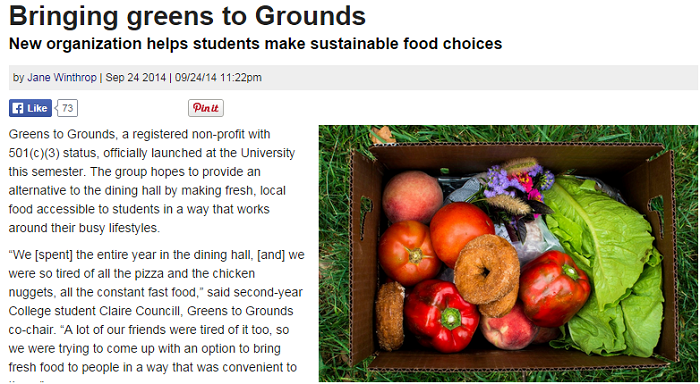 Bringing greens to Grounds
New organization helps students make sustainable food choices
by Jane Winthrop | Sep 24 2014 | 09/24/14 11:22pm
Like 73 Pin it
Greens to Grounds, a registered non-profit with
501(c)(3) status, officially launched at the University
this semester. The group hopes to provide an
alternative to the dining hall by making fresh, local
food accessible to students in a way that works
around their busy lifestyles.
“We [spent] the entire year in the dining hall, [and] we
were so tired of all the pizza and the chicken
nuggets, all the constant fast food,” said second-year
College student Claire Councill, Greens to Grounds
co-chair. “A lot of our friends were tired of it too, so
we were trying to come up with an option to bring
fresh food to people in a way that was convenient to